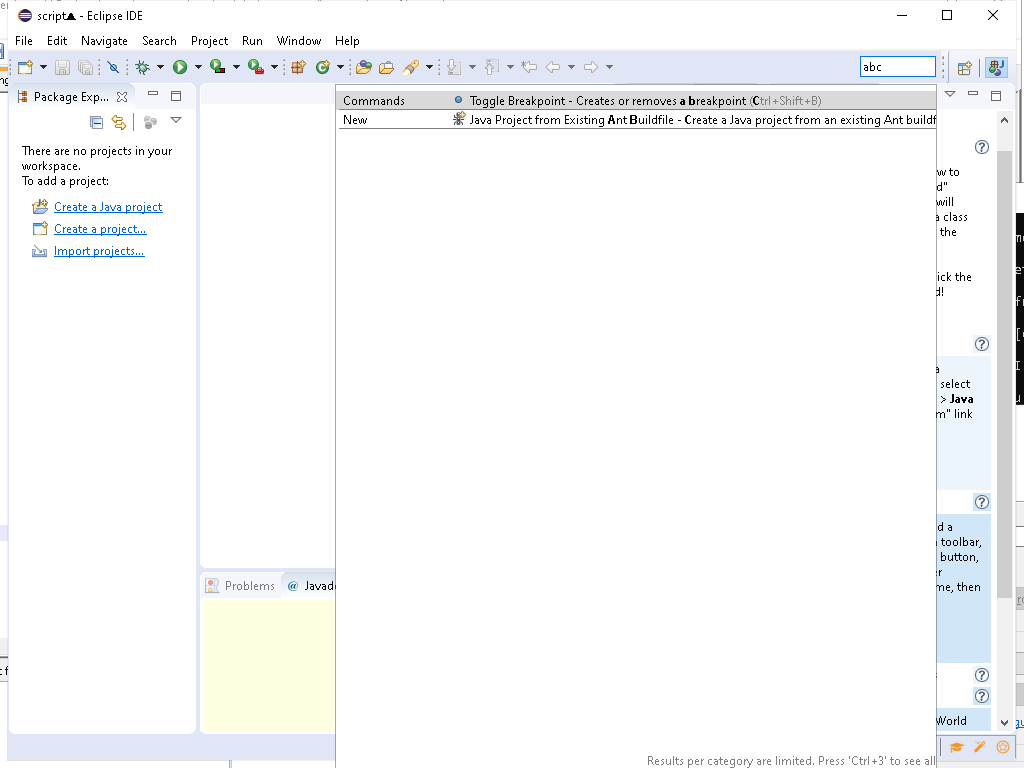 script▲ - Eclipse IDE
File Edit Navigate Search Project Run Window Help
abc
Package Exp...
Commands Toggle Breakpoint - Creates or removes a breakpoint (Ctrl+Shift+B)
New Java Project from Existing Ant Buildfile - Create a Java project from an existing Ant buildf
There are no projects in your
workspace.
To add a project:
Create a Java project
Create a project...
Import projects...
w to
d"
will
a class
the
ick the
d!
a
select
> Java
m" link
d a
toolbar,
button,
r
me, then
Problems @ Javad
World
Results per category are limited. Press 'Ctrl+3' to see all